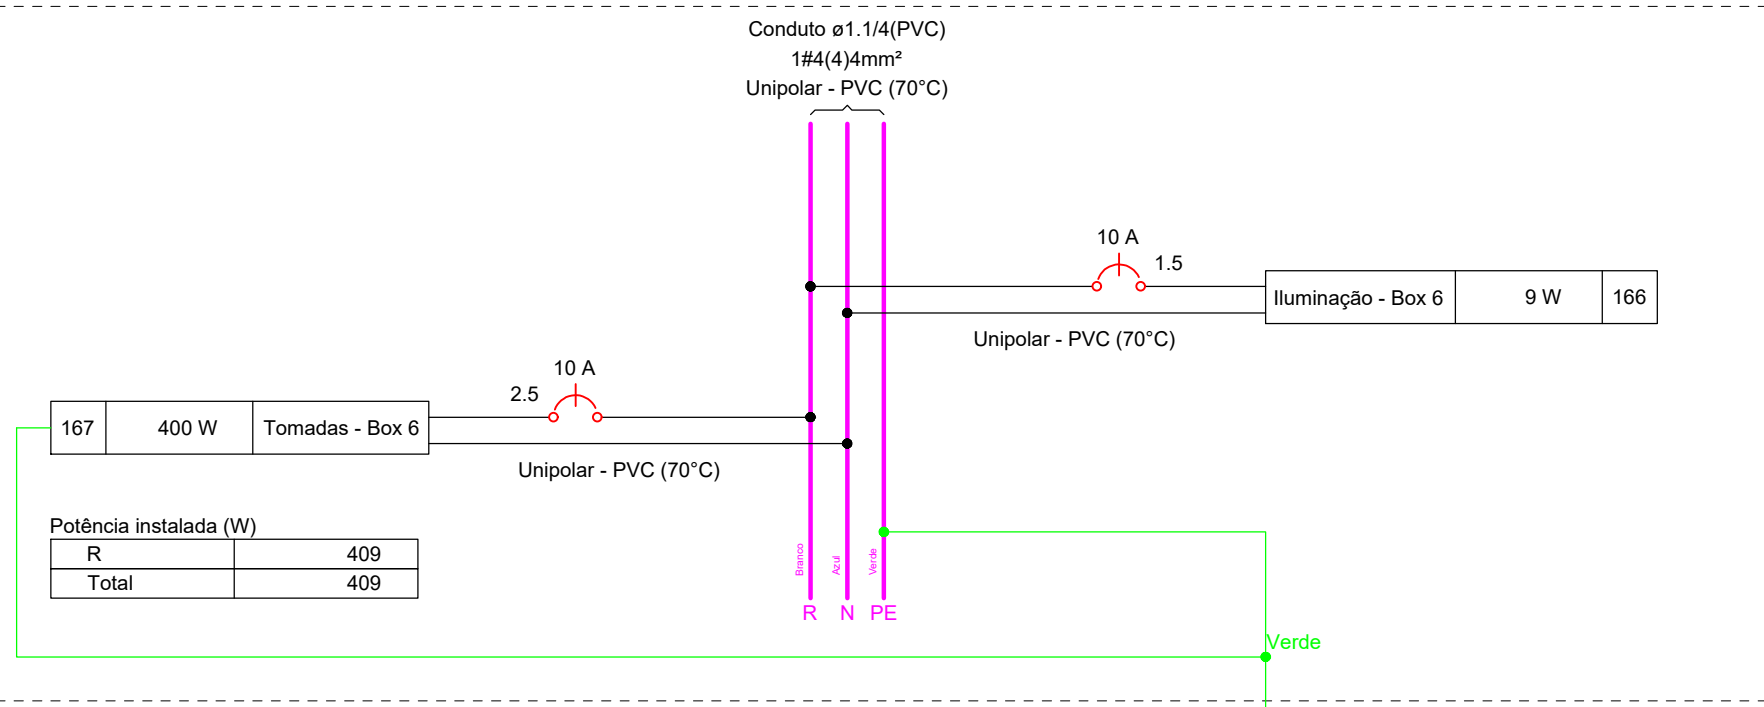 Conduto ø1.1/4(PVC)
1#4(4)4mm²
Unipolar - PVC (70°C)
10 A
1.5
Iluminação - Box 6 9 W 166
Unipolar - PVC (70°C)
10 A
2.5
167 400 W Tomadas - Box 6
Unipolar - PVC (70°C)
Potência instalada (W)
R 409
Total 409
Branco
Azul
Verde
R N PE
Verde